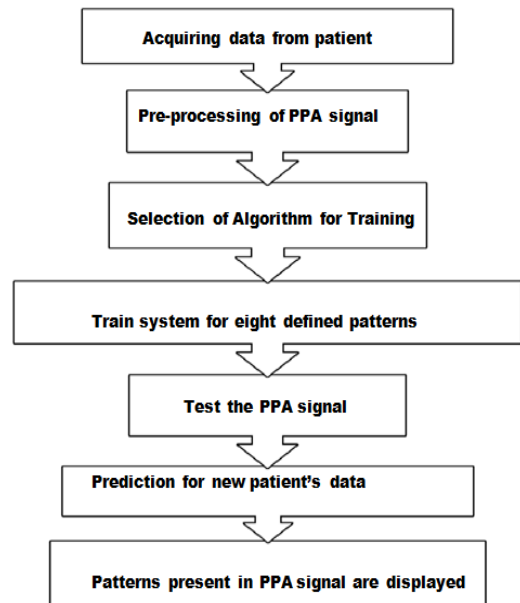 Acquiring data from patient
Pre-processing of PPA signal
Selection of Algorithm for Training
Train system for eight defined patterns
Test the PPA signal
Prediction for new patient's data
Patterns present in PPA signal are displayed